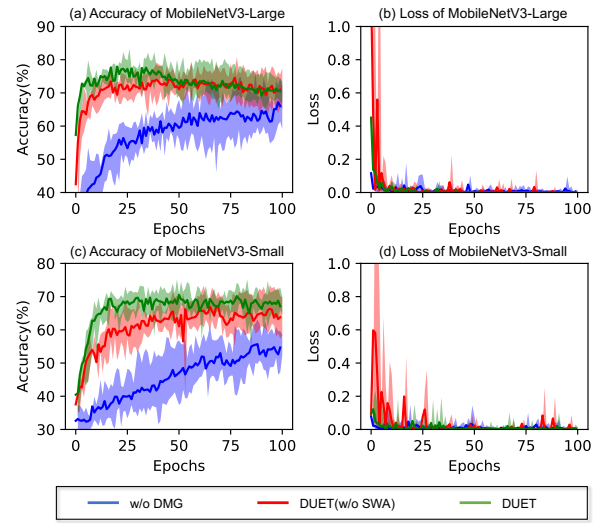 (a) Accuracy of MobileNetV3-Large
90
80
70
60
50
40
Accuracy(%)
0 25 50 75 100
Epochs
(b) Loss of MobileNetV3-Large
1.0
0.8
0.6
0.4
0.2
0.0
Loss
0 25 50 75 100
Epochs
(c) Accuracy of MobileNetV3-Small
80
70
60
50
40
30
Accuracy(%)
0 25 50 75 100
Epochs
(d) Loss of MobileNetV3-Small
1.0
0.8
0.6
0.4
0.2
0.0
Loss
0 25 50 75 100
Epochs
w/o DMG DUET(w/o SWA) DUET